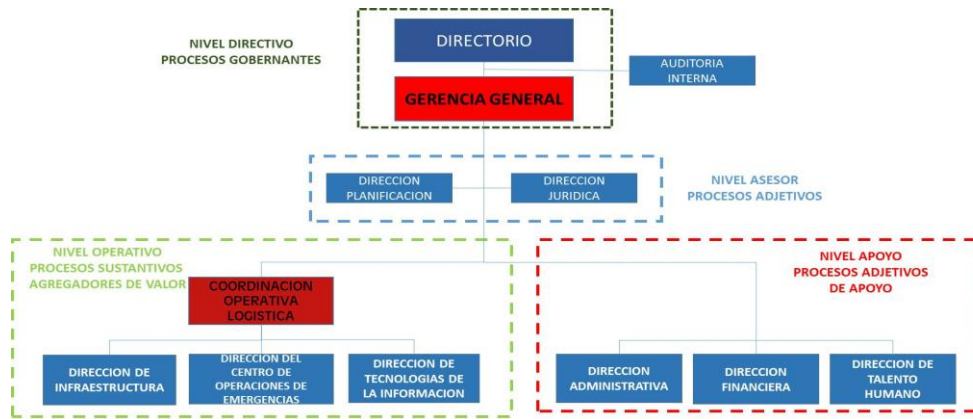 NIVEL DIRECTIVO
PROCESOS GOBERNANTES
DIRECTORIO
GERENCIA GENERAL
AUDITORIA
INTERNA
DIRECCION
PLANIFICACION
DIRECCION
JURIDICA
NIVEL ASESOR
PROCESOS ADJETIVOS
NIVEL OPERATIVO
PROCESOS SUSTANTIVOS
AGREGADORES DE VALOR
COORDINACION
OPERATIVA
LOGISTICA
NIVEL APOYO
PROCESOS ADJETIVOS
DE APOYO
DIRECCION DE
INFRAESTRUCTURA
DIRECCION DEL
CENTRO DE
OPERACIONES DE
EMERGENCIAS
DIRECCION DE
TECNOLOGIAS DE
LA INFORMACION
DIRECCION
ADMINISTRATIVA
DIRECCION
FINANCIERA
DIRECCION DE
TALENTO
HUMANO